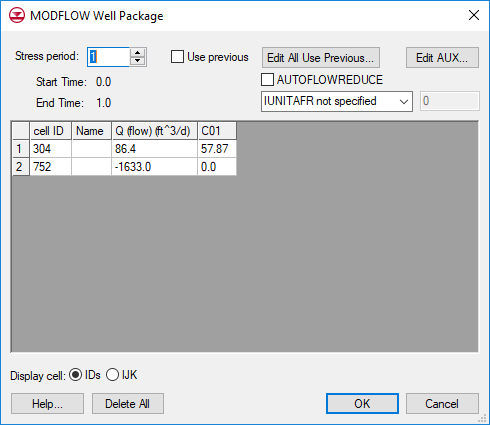 MODFLOW Well Package
Stress period: 1 Use previous Edit All Use Previous... Edit AUX...
Start Time: 0.0 AUTOFLOWREDUCE
End Time: 1.0 IUNITAFR not specified 0
cell ID Name Q (flow) (ft^3/d) C01
1 304 86.4 57.87
2 752 -1633.0 0.0
Display cell: IDs IJK
Help... Delete All OK Cancel